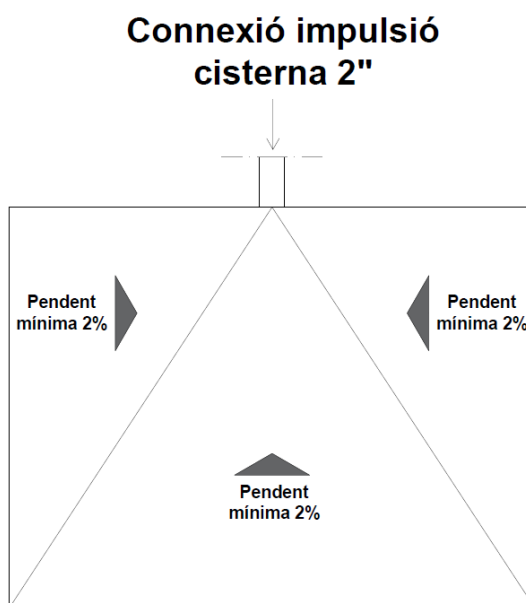 Connexió impulsió
cisterna 2"
Pendent
mínima 2%
Pendent
mínima 2%
Pendent
mínima 2%